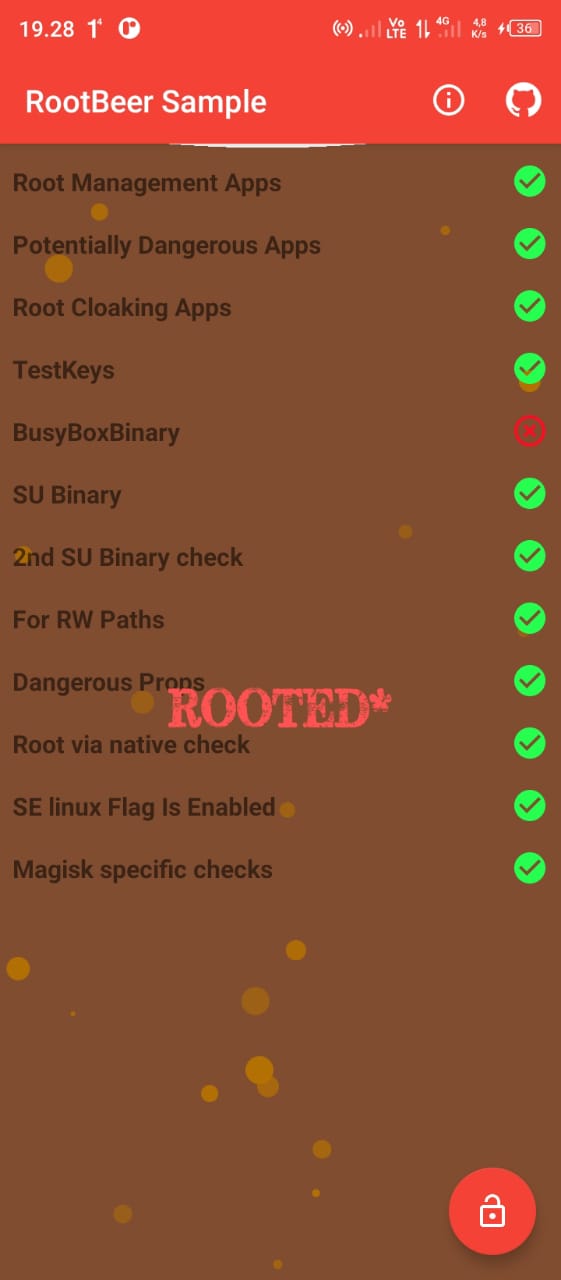 19.28
Vo LTE 4G 4,8 K/s 36
RootBeer Sample
Root Management Apps
Potentially Dangerous Apps
Root Cloaking Apps
TestKeys
BusyBoxBinary
SU Binary
2nd SU Binary check
For RW Paths
Dangerous Props
ROOTED*
Root via native check
SE linux Flag Is Enabled
Magisk specific checks